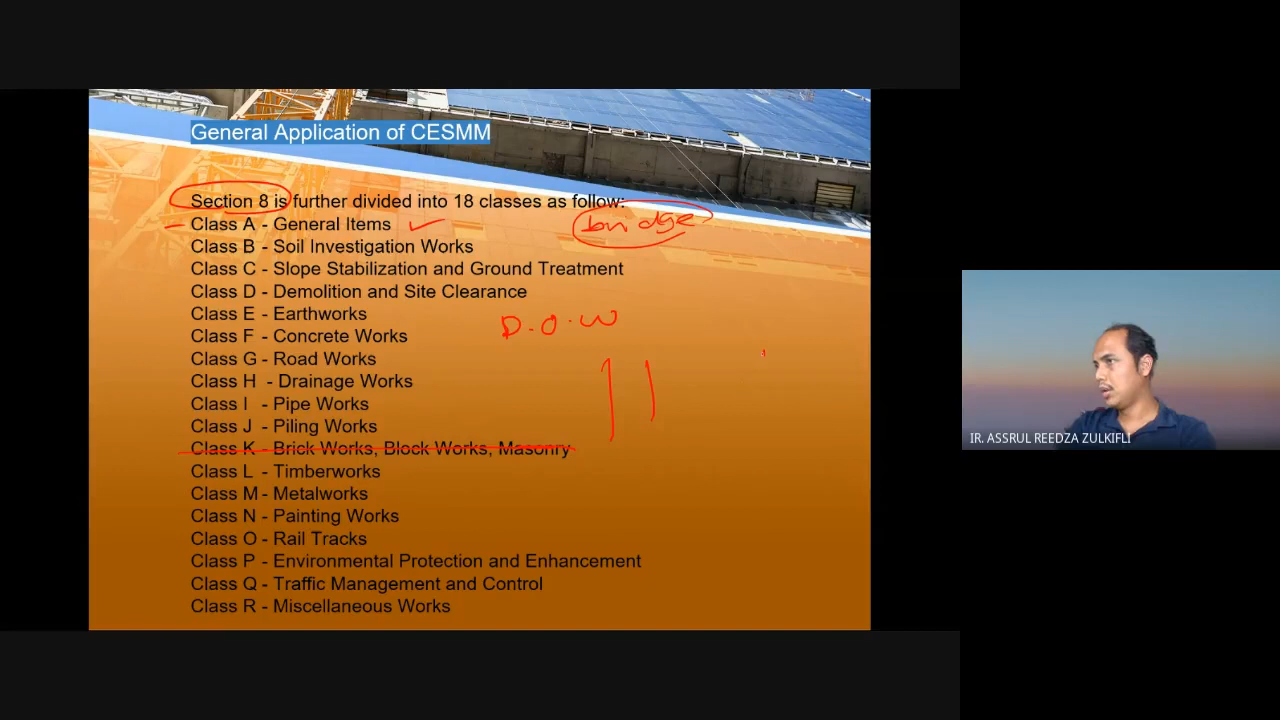 General Application of CESMM
Section 8 is further divided into 18 classes as follow:
Class A - General Items
bridge
Class B - Soil Investigation Works
Class C - Slope Stabilization and Ground Treatment
Class D - Demolition and Site Clearance
Class E - Earthworks
D.O.W
Class F - Concrete Works
Class G - Road Works
Class H - Drainage Works
Class I - Pipe Works
Class J - Piling Works
Class K - Brick Works, Block Works, Masonry
Class L - Timberworks
Class M - Metalworks
Class N - Painting Works
Class O - Rail Tracks
Class P - Environmental Protection and Enhancement
Class Q - Traffic Management and Control
Class R - Miscellaneous Works
IR. ASSRUL REEDZA ZULKIFLI